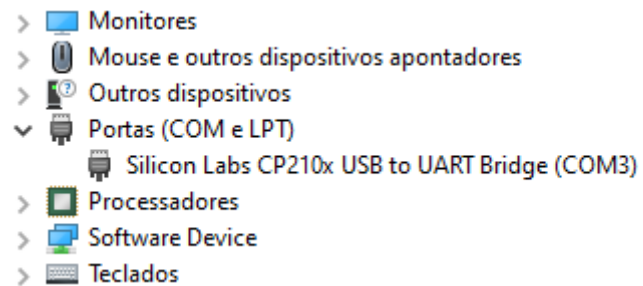 Monitores
Mouse e outros dispositivos apontadores
Outros dispositivos
Portas (COM e LPT)
Silicon Labs CP210x USB to UART Bridge (COM3)
Processadores
Software Device
Teclados